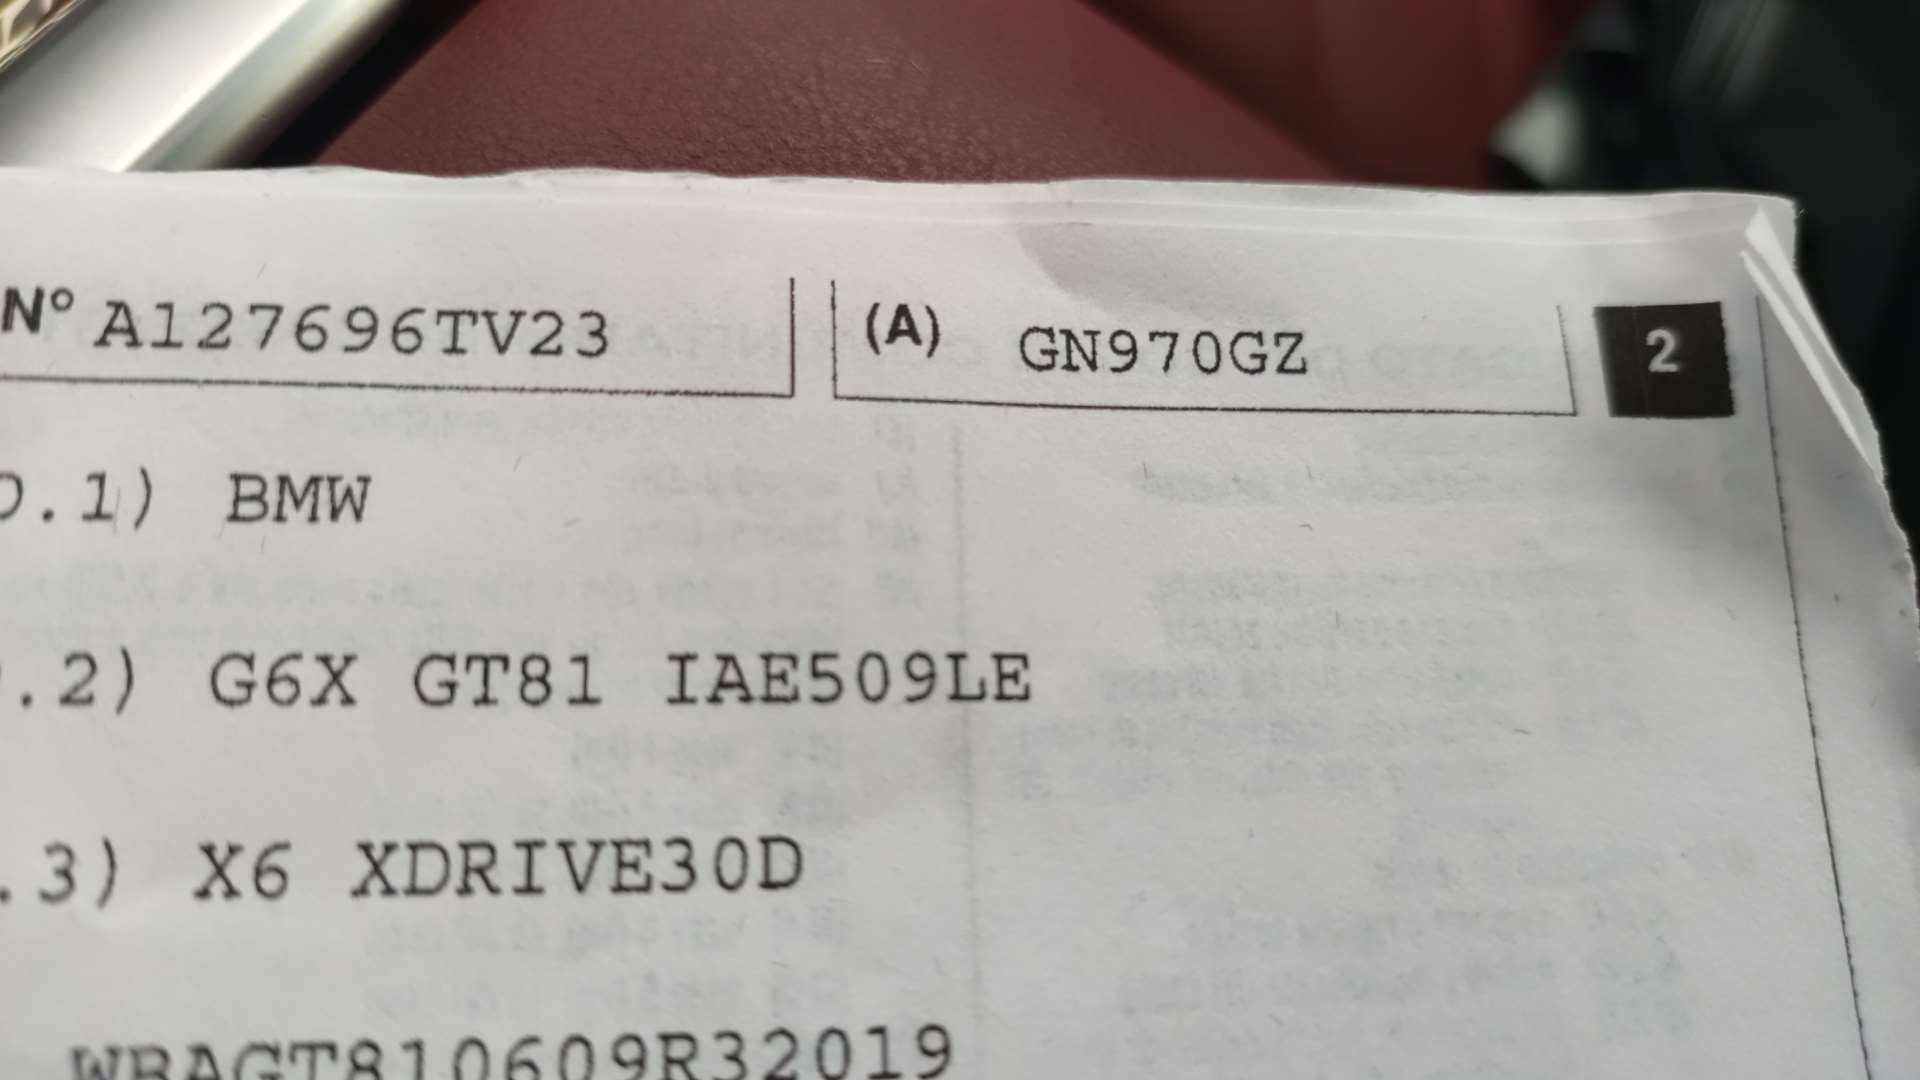 N° A127696TV23 (A) GN970GZ 2
D.1) BMW
.2) G6X GT81 IAE509LE
.3) X6 XDRIVE30D
WBAGT810609R32019